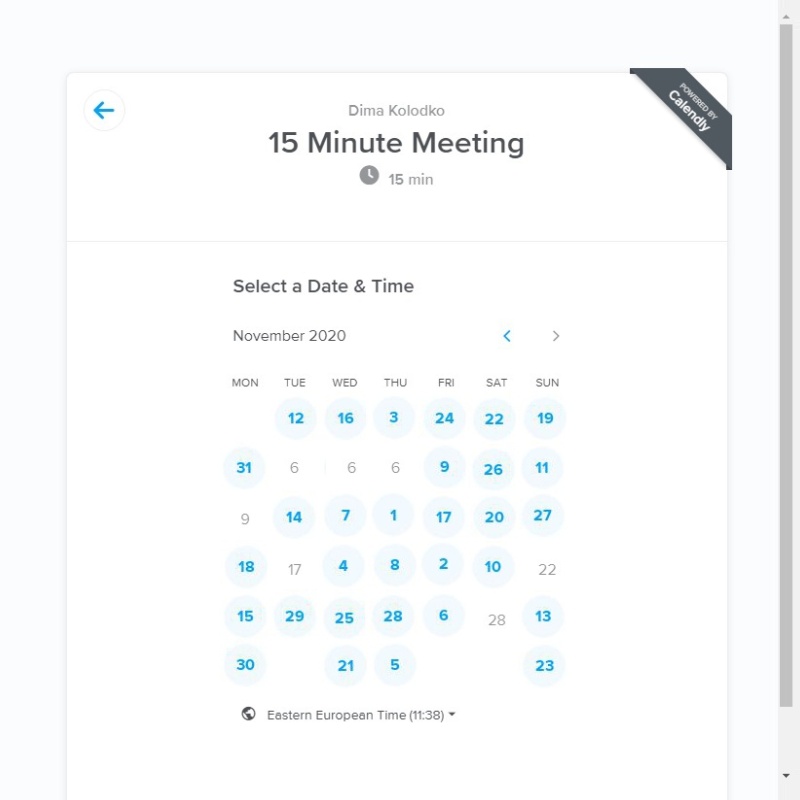 POWERED BY
Calendly
Dima Kolodko
15 Minute Meeting
15 min
Select a Date & Time
November 2020
MON TUE WED THU FRI SAT SUN
12 16 3 24 22 19
31 6 6 6 9 26 11
9 14 7 1 17 20 27
18 17 4 8 2 10 22
15 29 25 28 6 28 13
30 21 5 23
Eastern European Time (11:38)